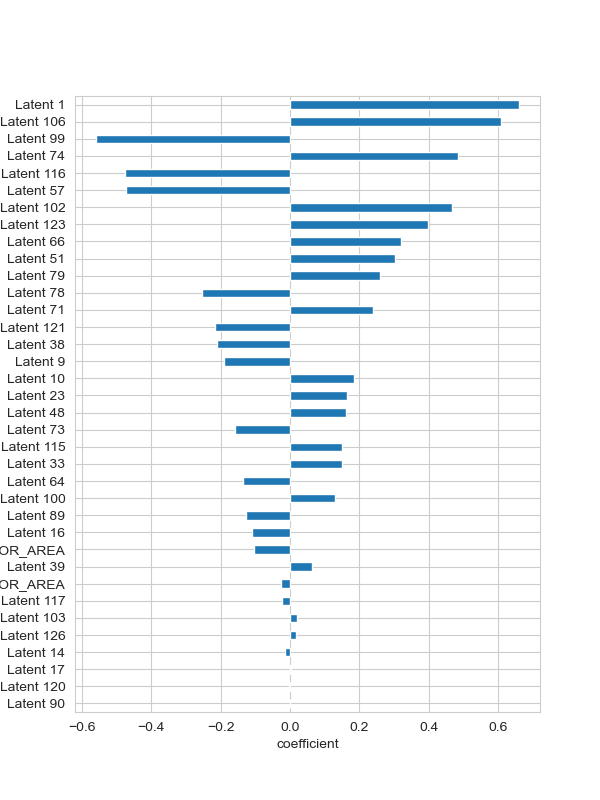 Latent 1
Latent 106
Latent 99
Latent 74
Latent 116
Latent 57
Latent 102
Latent 123
Latent 66
Latent 51
Latent 79
Latent 78
Latent 71
Latent 121
Latent 38
Latent 9
Latent 10
Latent 23
Latent 48
Latent 73
Latent 115
Latent 33
Latent 64
Latent 100
Latent 89
Latent 16
OR_AREA
Latent 39
OR_AREA
Latent 117
Latent 103
Latent 126
Latent 14
Latent 17
Latent 120
Latent 90
−0.6 −0.4 −0.2 0.0 0.2 0.4 0.6
coefficient